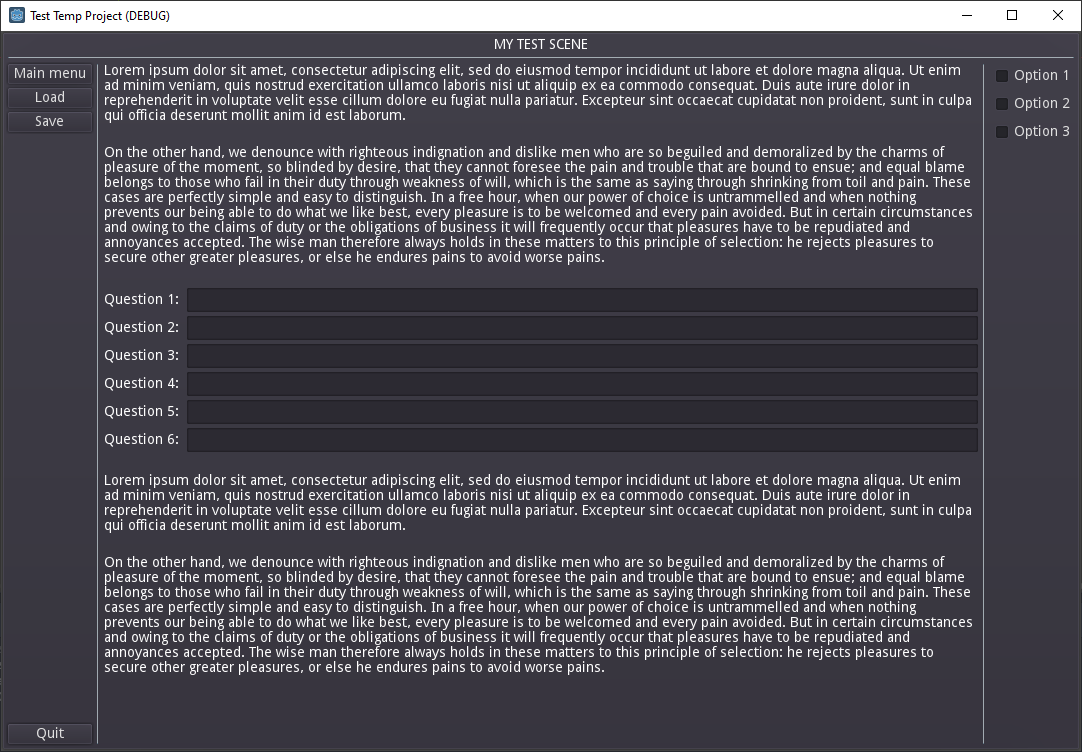 Test Temp Project (DEBUG)
MY TEST SCENE
Main menu
Load
Save
Quit
Lorem ipsum dolor sit amet, consectetur adipiscing elit, sed do eiusmod tempor incididunt ut labore et dolore magna aliqua. Ut enim
ad minim veniam, quis nostrud exercitation ullamco laboris nisi ut aliquip ex ea commodo consequat. Duis aute irure dolor in
reprehenderit in voluptate velit esse cillum dolore eu fugiat nulla pariatur. Excepteur sint occaecat cupidatat non proident, sunt in culpa
qui officia deserunt mollit anim id est laborum.
On the other hand, we denounce with righteous indignation and dislike men who are so beguiled and demoralized by the charms of
pleasure of the moment, so blinded by desire, that they cannot foresee the pain and trouble that are bound to ensue; and equal blame
belongs to those who fail in their duty through weakness of will, which is the same as saying through shrinking from toil and pain. These
cases are perfectly simple and easy to distinguish. In a free hour, when our power of choice is untrammelled and when nothing
prevents our being able to do what we like best, every pleasure is to be welcomed and every pain avoided. But in certain circumstances
and owing to the claims of duty or the obligations of business it will frequently occur that pleasures have to be repudiated and
annoyances accepted. The wise man therefore always holds in these matters to this principle of selection: he rejects pleasures to
secure other greater pleasures, or else he endures pains to avoid worse pains.
Question 1:
Question 2:
Question 3:
Question 4:
Question 5:
Question 6:
Lorem ipsum dolor sit amet, consectetur adipiscing elit, sed do eiusmod tempor incididunt ut labore et dolore magna aliqua. Ut enim
ad minim veniam, quis nostrud exercitation ullamco laboris nisi ut aliquip ex ea commodo consequat. Duis aute irure dolor in
reprehenderit in voluptate velit esse cillum dolore eu fugiat nulla pariatur. Excepteur sint occaecat cupidatat non proident, sunt in culpa
qui officia deserunt mollit anim id est laborum.
On the other hand, we denounce with righteous indignation and dislike men who are so beguiled and demoralized by the charms of
pleasure of the moment, so blinded by desire, that they cannot foresee the pain and trouble that are bound to ensue; and equal blame
belongs to those who fail in their duty through weakness of will, which is the same as saying through shrinking from toil and pain. These
cases are perfectly simple and easy to distinguish. In a free hour, when our power of choice is untrammelled and when nothing
prevents our being able to do what we like best, every pleasure is to be welcomed and every pain avoided. But in certain circumstances
and owing to the claims of duty or the obligations of business it will frequently occur that pleasures have to be repudiated and
annoyances accepted. The wise man therefore always holds in these matters to this principle of selection: he rejects pleasures to
secure other greater pleasures, or else he endures pains to avoid worse pains.
Option 1
Option 2
Option 3